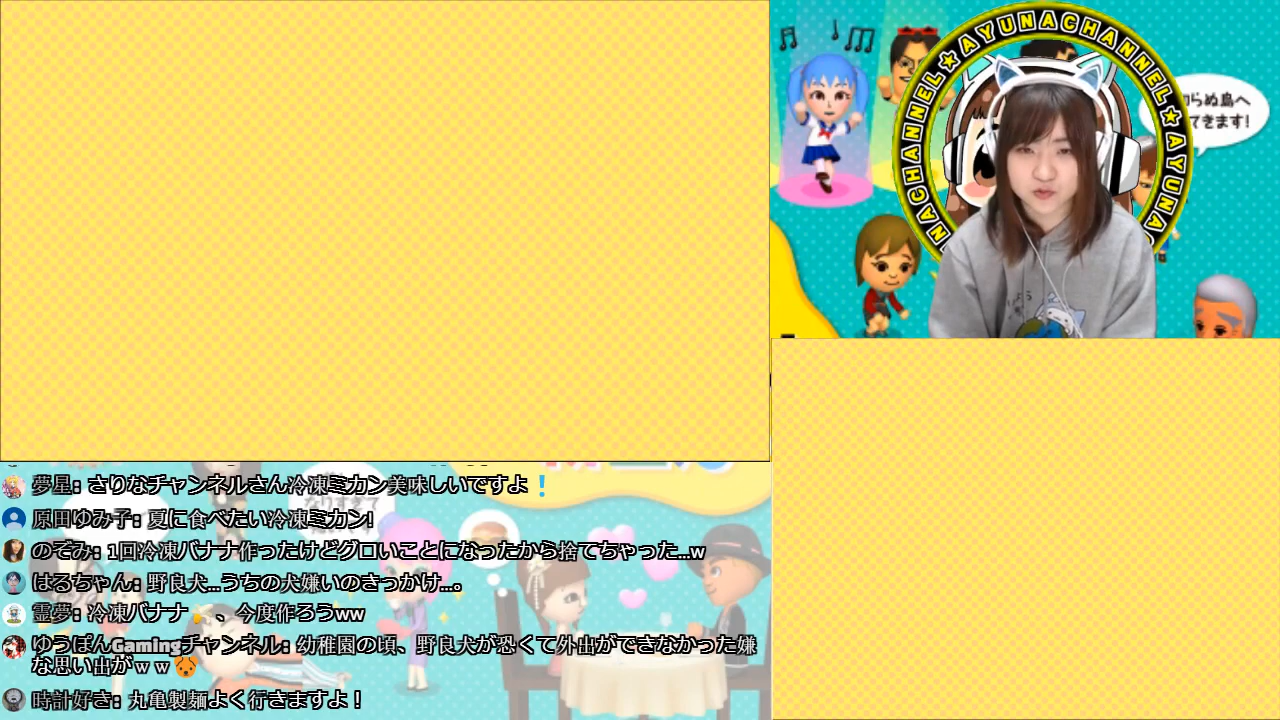 NACHANNEL★AYUNACHANNEL★AYUNA
らぬ島へ
できます!
夢星: さりなチャンネルさん冷凍ミカン美味しいですよ❗
原田ゆみ子: 夏に食べたい冷凍ミカン!
のぞみ: 1回冷凍バナナ作ったけどグロいことになったから捨てちゃった...w
はるちゃん: 野良犬...うちの犬嫌いのきっかけ...。
霊夢: 冷凍バナナ🍌、今度作ろうww
ゆうぽんGamingチャンネル: 幼稚園の頃、野良犬が恐くて外出ができなかった嫌
な思い出がｗｗ🐶
時計好き: 丸亀製麺よく行きますよ！